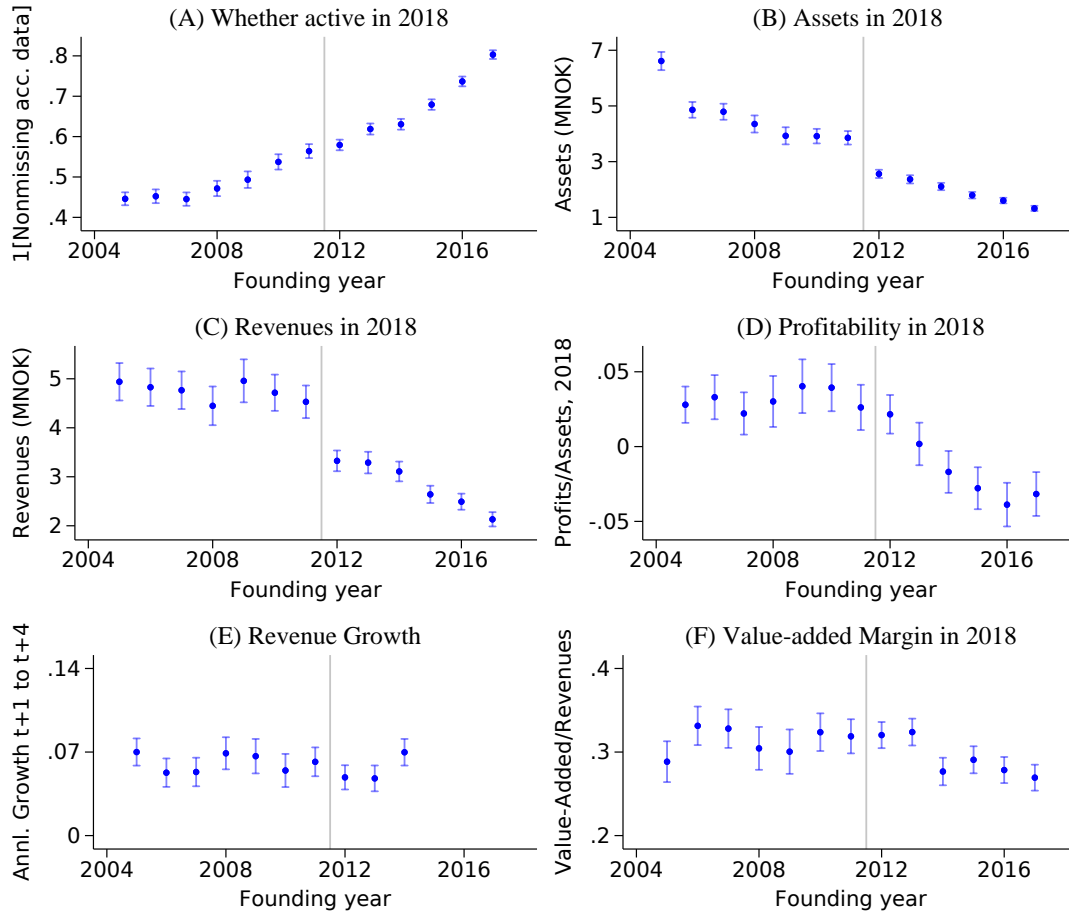 (A) Whether active in 2018
1[Nonmissing acc. data]
.8
.7
.6
.5
.4
2004 2008 2012 2016
Founding year
(B) Assets in 2018
Assets (MNOK)
7
5
3
1
2004 2008 2012 2016
Founding year
(C) Revenues in 2018
Revenues (MNOK)
5
4
3
2
2004 2008 2012 2016
Founding year
(D) Profitability in 2018
Profits/Assets, 2018
.05
0
-.05
2004 2008 2012 2016
Founding year
(E) Revenue Growth
Annl. Growth t+1 to t+4
.14
.07
0
2004 2008 2012 2016
Founding year
(F) Value-added Margin in 2018
Value-Added/Revenues
.4
.3
.2
2004 2008 2012 2016
Founding year